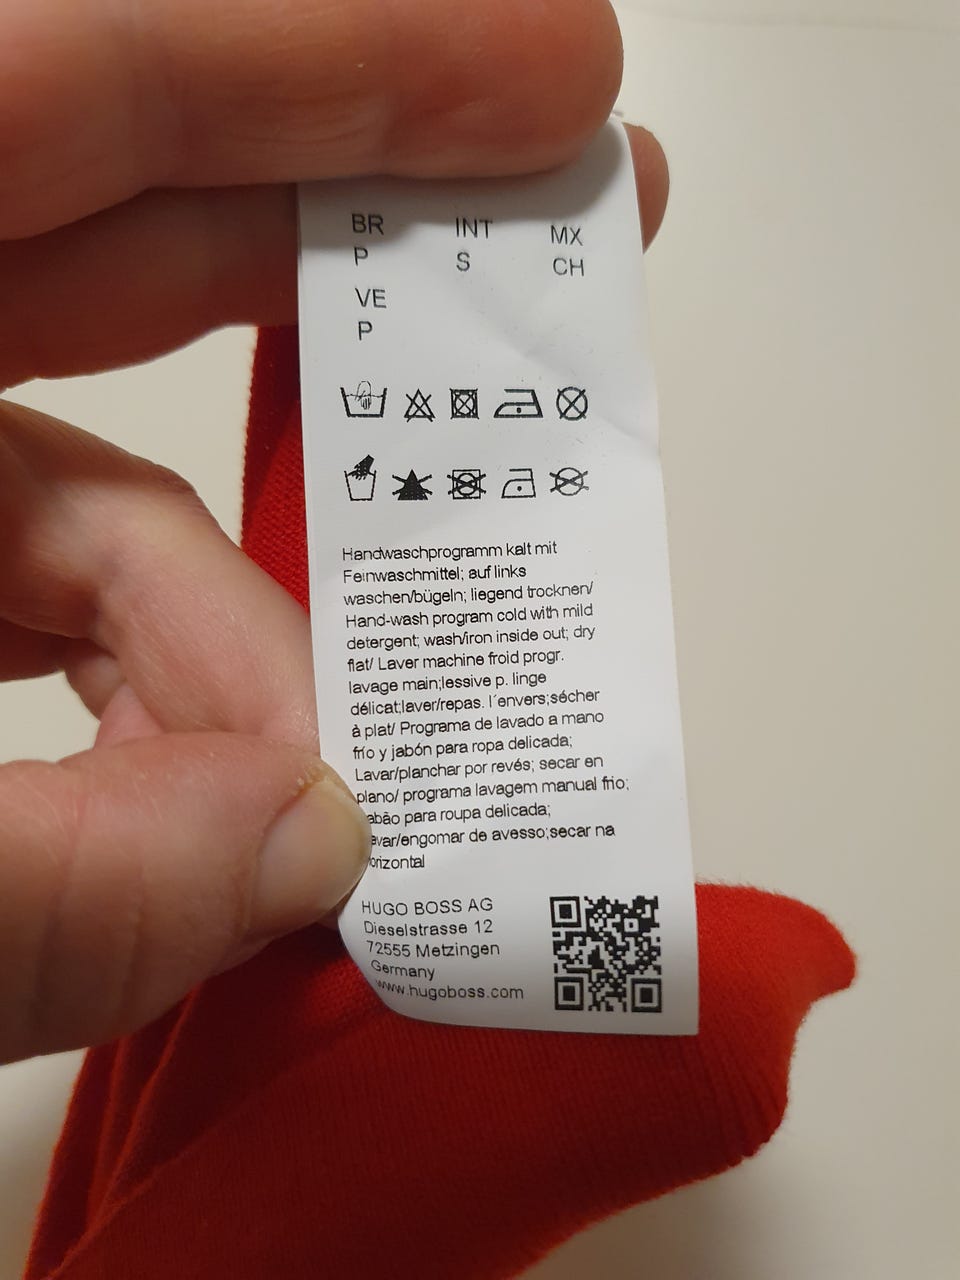 BR INT MX
P S CH
VE
P
Handwaschprogramm kalt mit
Feinwaschmittel; auf links
waschen/bügeln; liegend trocknen/
Hand-wash program cold with mild
detergent; wash/iron inside out; dry
flat/ Laver machine froid progr.
lavage main;lessive p. linge
délicat;laver/repas. l´envers;sécher
à plat/ Programa de lavado a mano
frío y jabón para ropa delicada;
Lavar/planchar por revés; secar en
plano/ programa lavagem manual frio;
para roupa delicada;
de avesso;secar na
HUGO BOSS AG
Dieselstrasse 12
72555 Metzingen
Germany
www.hugoboss.com